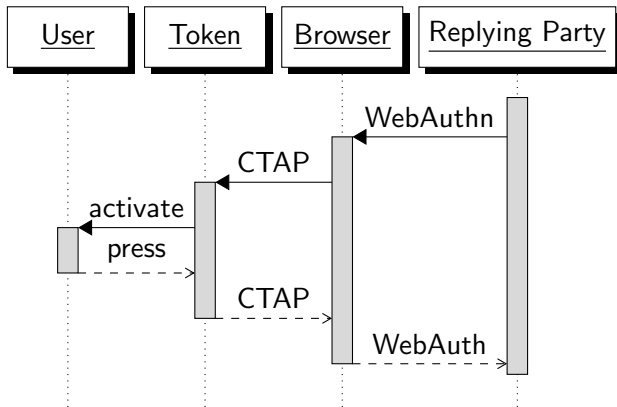 User
Token
Browser
Replying Party
WebAuthn
CTAP
activate
press
CTAP
WebAuth